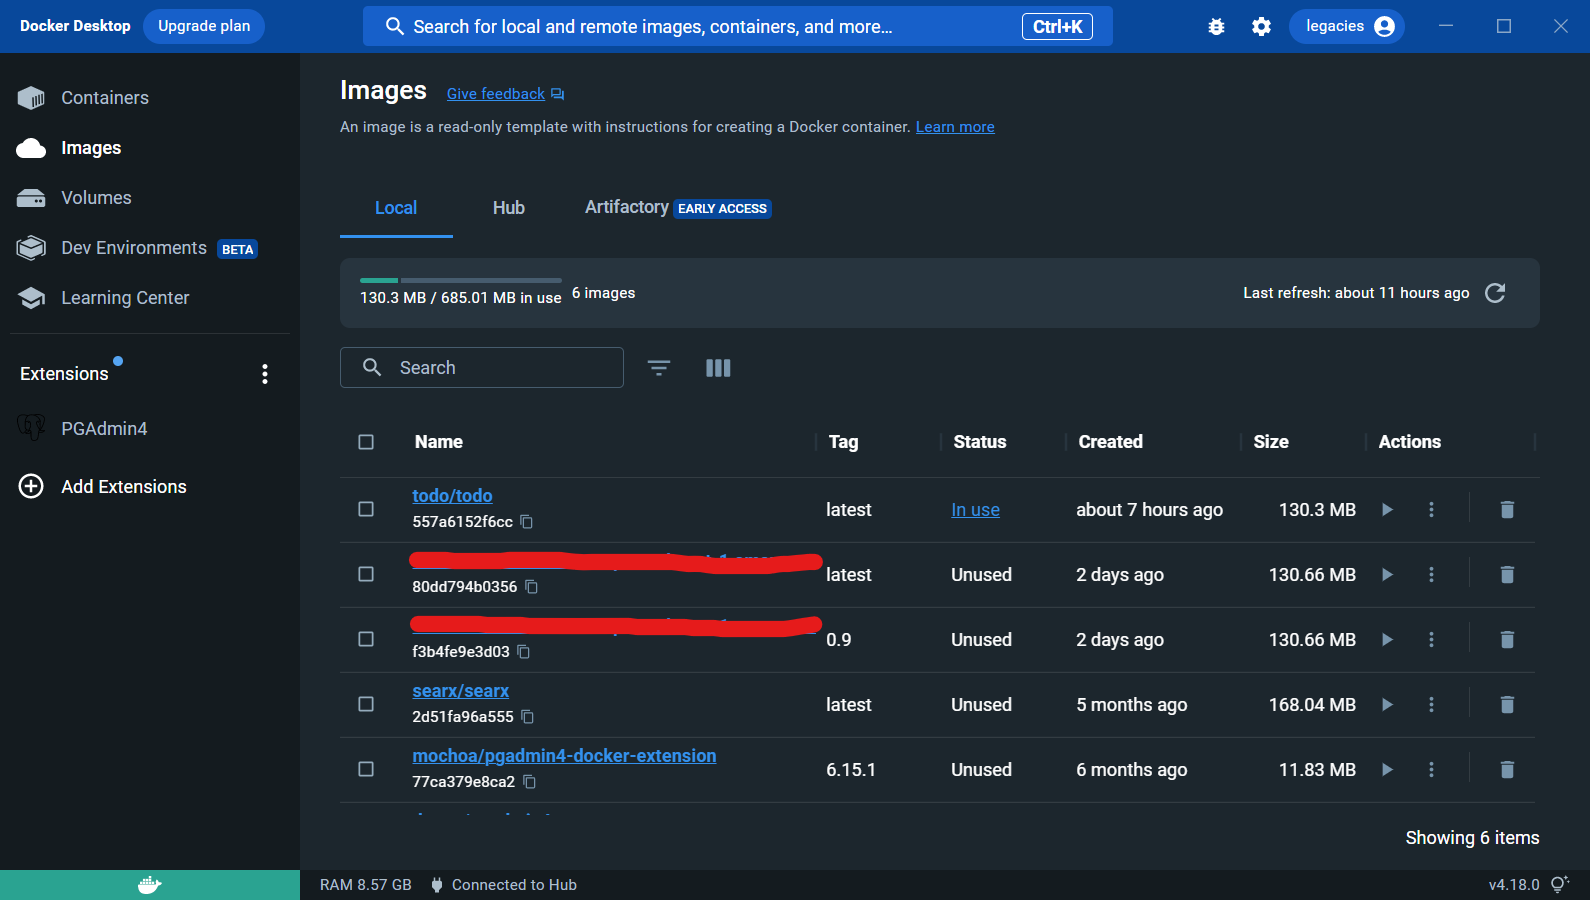 Docker Desktop Upgrade plan Search for local and remote images, containers, and more... Ctrl+K legacies
Containers
Images
Volumes
Dev Environments BETA
Learning Center
Extensions
PGAdmin4
Add Extensions
Images Give feedback
An image is a read-only template with instructions for creating a Docker container. Learn more
Local Hub Artifactory EARLY ACCESS
130.3 MB / 685.01 MB in use 6 images Last refresh: about 11 hours ago
Search
Name Tag Status Created Size Actions
todo/todo
557a6152f6cc latest In use about 7 hours ago 130.3 MB
80dd794b0356 latest Unused 2 days ago 130.66 MB
f3b4fe9e3d03 0.9 Unused 2 days ago 130.66 MB
searx/searx
2d51fa96a555 latest Unused 5 months ago 168.04 MB
mochoa/pgadmin4-docker-extension
77ca379e8ca2 6.15.1 Unused 6 months ago 11.83 MB
Showing 6 items
RAM 8.57 GB Connected to Hub v4.18.0